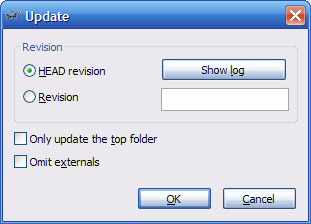 Update
Revision
HEAD revision
Show log
Revision
Only update the top folder
Omit externals
OK
Cancel